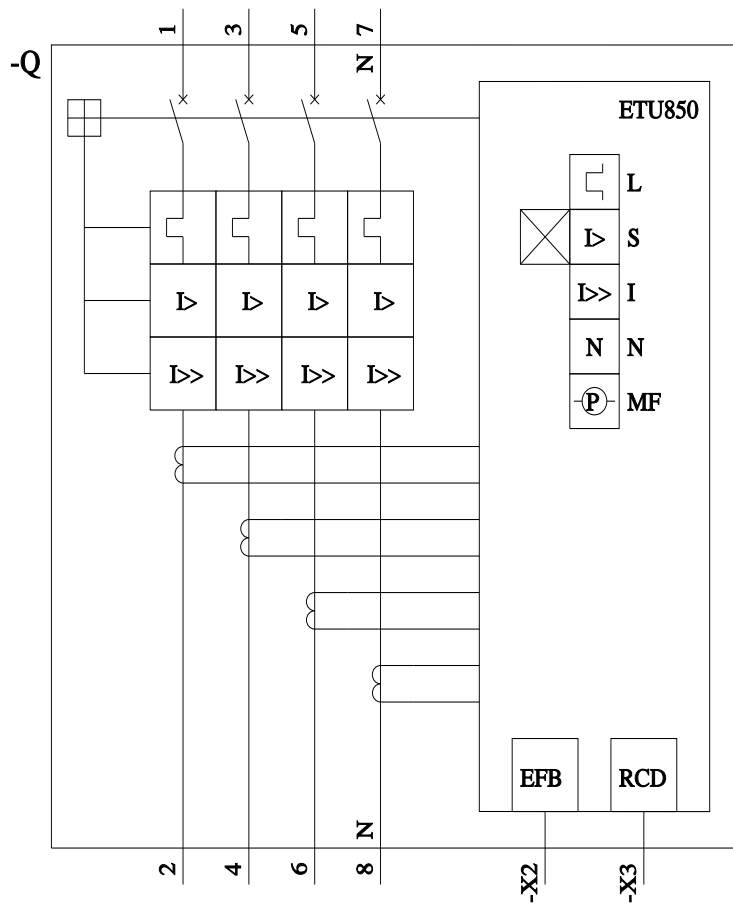 1 3 5 7
-Q
N
ETU850
L
I> I> I> I>
I> S
I>> I
N N
P MF
I>> I>> I>> I>>
EFB RCD
N
2 4 6 8
-X2 -X3